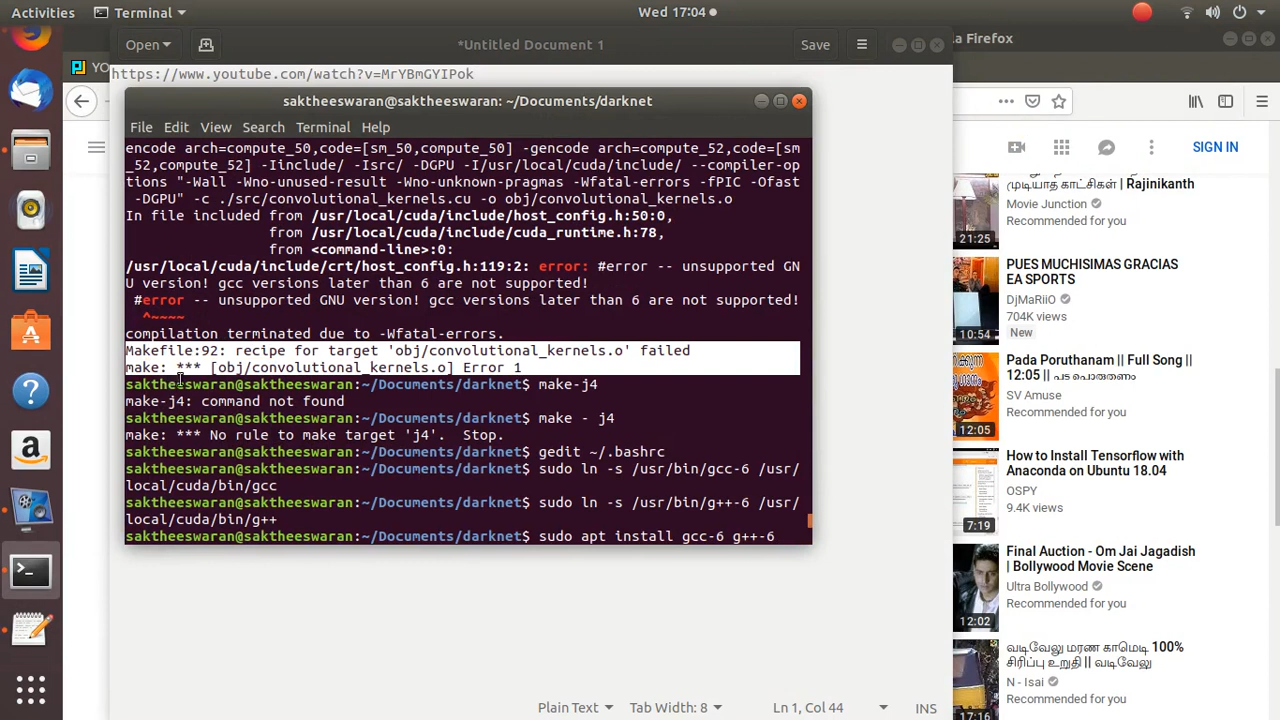 Activities
Terminal
Wed 17:04
Open
*Untitled Document 1
Save
a Firefox
YO
https://www.youtube.com/watch?v=MrYBmGYIPok
saktheeswaran@saktheeswaran: ~/Documents/darknet
File Edit View Search Terminal Help
encode arch=compute_50,code=[sm_50,compute_50] -gencode arch=compute_52,code=[sm
_52,compute_52] -Iinclude/ -Isrc/ -DGPU -I/usr/local/cuda/include/ --compiler-op
tions "-Wall -Wno-unused-result -Wno-unknown-pragmas -Wfatal-errors -fPIC -Ofast
-DGPU" -c ./src/convolutional_kernels.cu -o obj/convolutional_kernels.o
In file included from /usr/local/cuda/include/host_config.h:50:0,
from /usr/local/cuda/include/cuda_runtime.h:78,
from <command-line>:0:
/usr/local/cuda/include/crt/host_config.h:119:2: error: #error -- unsupported GN
U version! gcc versions later than 6 are not supported!
#error -- unsupported GNU version! gcc versions later than 6 are not supported!
^~~~~
compilation terminated due to -Wfatal-errors.
Makefile:92: recipe for target 'obj/convolutional_kernels.o' failed
make: *** [obj/convolutional_kernels.o] Error 1
saktheeswaran@saktheeswaran:~/Documents/darknet$ make-j4
make-j4: command not found
saktheeswaran@saktheeswaran:~/Documents/darknet$ make - j4
make: *** No rule to make target 'j4'.  Stop.
saktheeswaran@saktheeswaran:~/Documents/darknet$ gedit ~/.bashrc
saktheeswaran@saktheeswaran:~/Documents/darknet$ sudo ln -s /usr/bin/gcc-6 /usr/
local/cuda/bin/gcc
saktheeswaran@saktheeswaran:~/Documents/darknet$ sudo ln -s /usr/bin/g++-6 /usr/
local/cuda/bin/g++
saktheeswaran@saktheeswaran:~/Documents/darknet$ sudo apt install gcc-6 g++-6
Plain Text
Tab Width: 8
Ln 1, Col 44
INS
SIGN IN
முடியாத காட்சிகள் | Rajinikanth
Movie Junction
Recommended for you
21:25
PUES MUCHISIMAS GRACIAS
EA SPORTS
DjMaRiiO
704K views
New
10:54
Pada Poruthanam || Full Song ||
12:05 || படபொருதணம்
SV Amuse
Recommended for you
12:05
How to Install Tensorflow with
Anaconda on Ubuntu 18.04
OSPY
9.4K views
7:19
Final Auction - Om Jai Jagadish
| Bollywood Movie Scene
Ultra Bollywood
Recommended for you
12:02
வடிவேலு மரண காமெடி 100%
சிரிப்பு உறுதி || வடிவேலு
N - Isai
Recommended for you
17:16